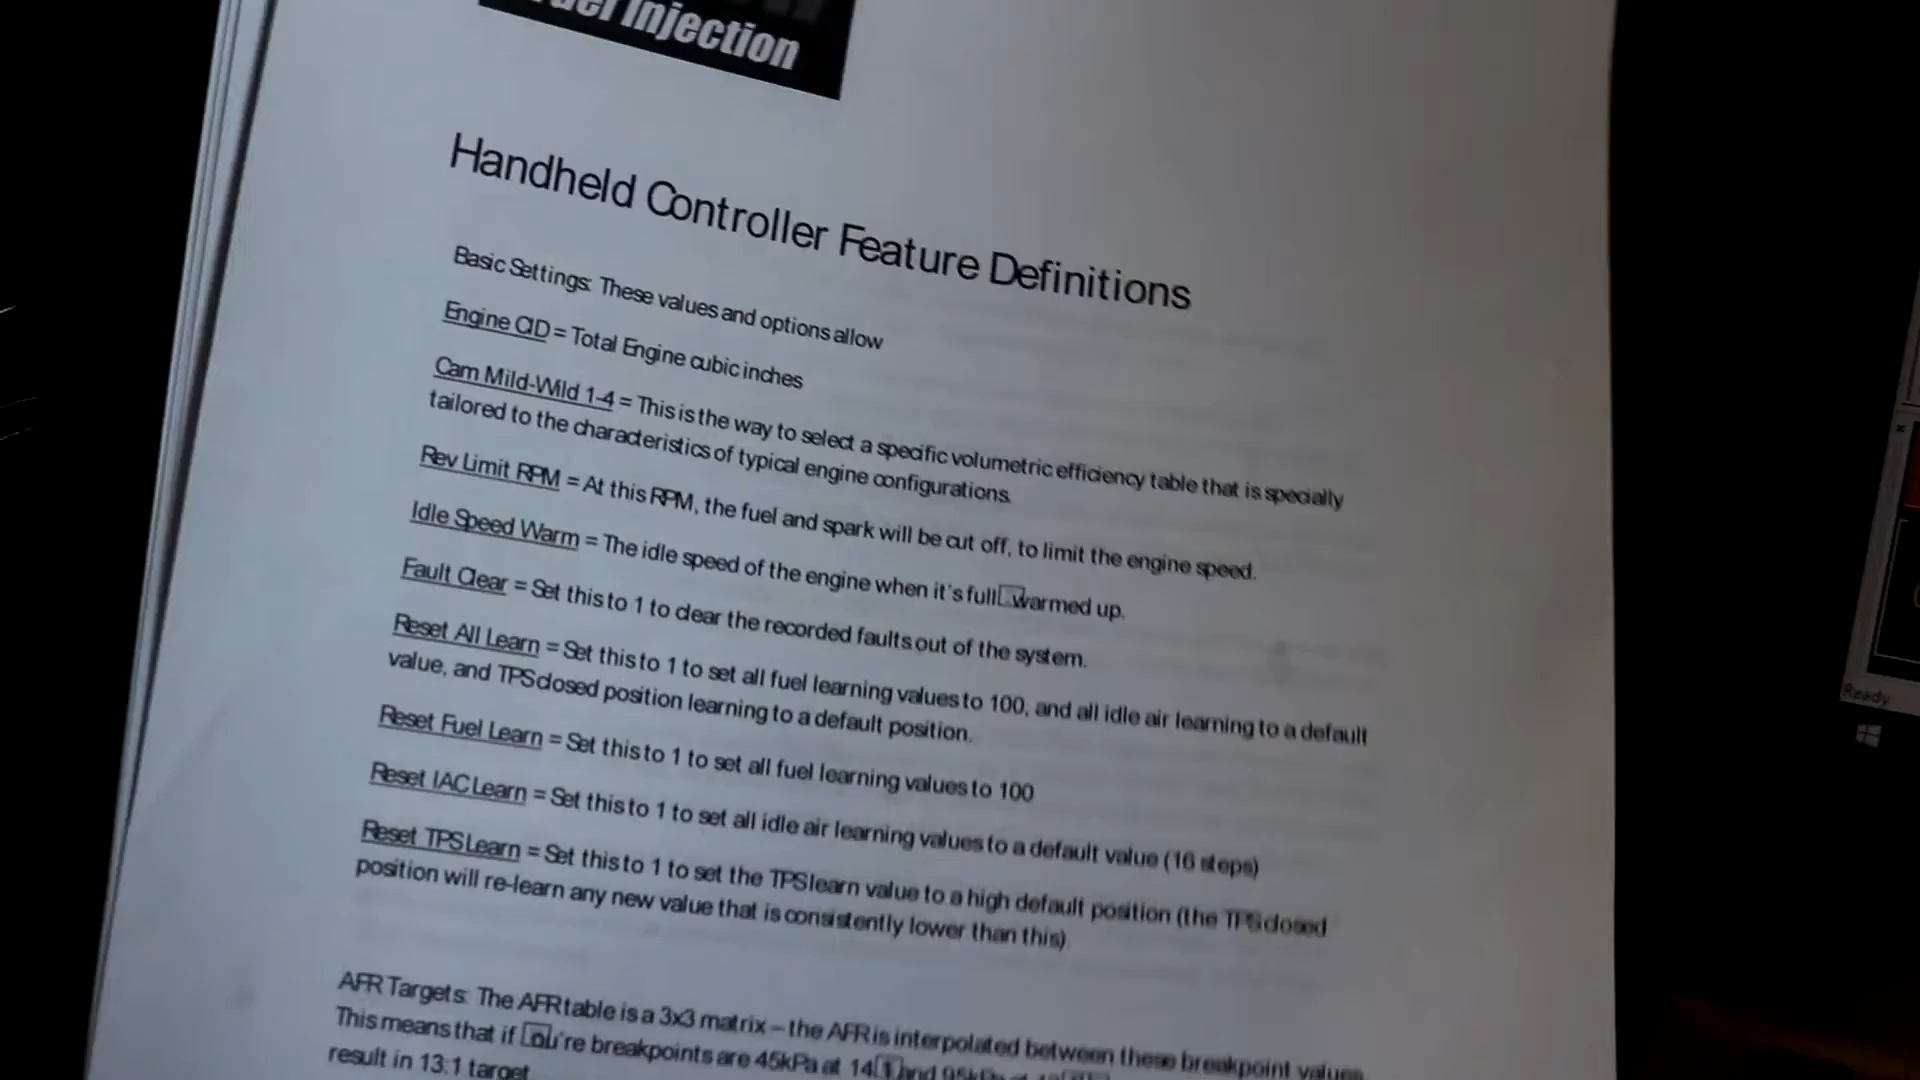 Injection
Handheld Controller Feature Definitions
Basic Settings: These values and options allow
Engine CID = Total Engine cubic inches
Cam Mild-Wild 1-4 = This is the way to select a specific volumetric efficiency table that is specially
tailored to the characteristics of typical engine configurations.
Rev Limit RPM = At this RPM, the fuel and spark will be cut off, to limit the engine speed.
Idle Speed Warm = The idle speed of the engine when it's full□warmed up.
Fault Clear = Set this to 1 to clear the recorded faults out of the system.
Reset All Learn = Set this to 1 to set all fuel learning values to 100, and all idle air learning to a default
value, and TPS closed position learning to a default position.
Reset Fuel Learn = Set this to 1 to set all fuel learning values to 100
Reset IAC Learn = Set this to 1 to set all idle air learning values to a default value (16 steps)
Reset TPS Learn = Set this to 1 to set the TPS learn value to a high default position (the TPS closed
position will re-learn any new value that is consistently lower than this)
AFR Targets: The AFR table is a 3x3 matrix – the AFR is interpolated between these breakpoint values.
This means that if □ou're breakpoints are 45kPa at 14 and 95kPa at
result in 13:1 target
Ready